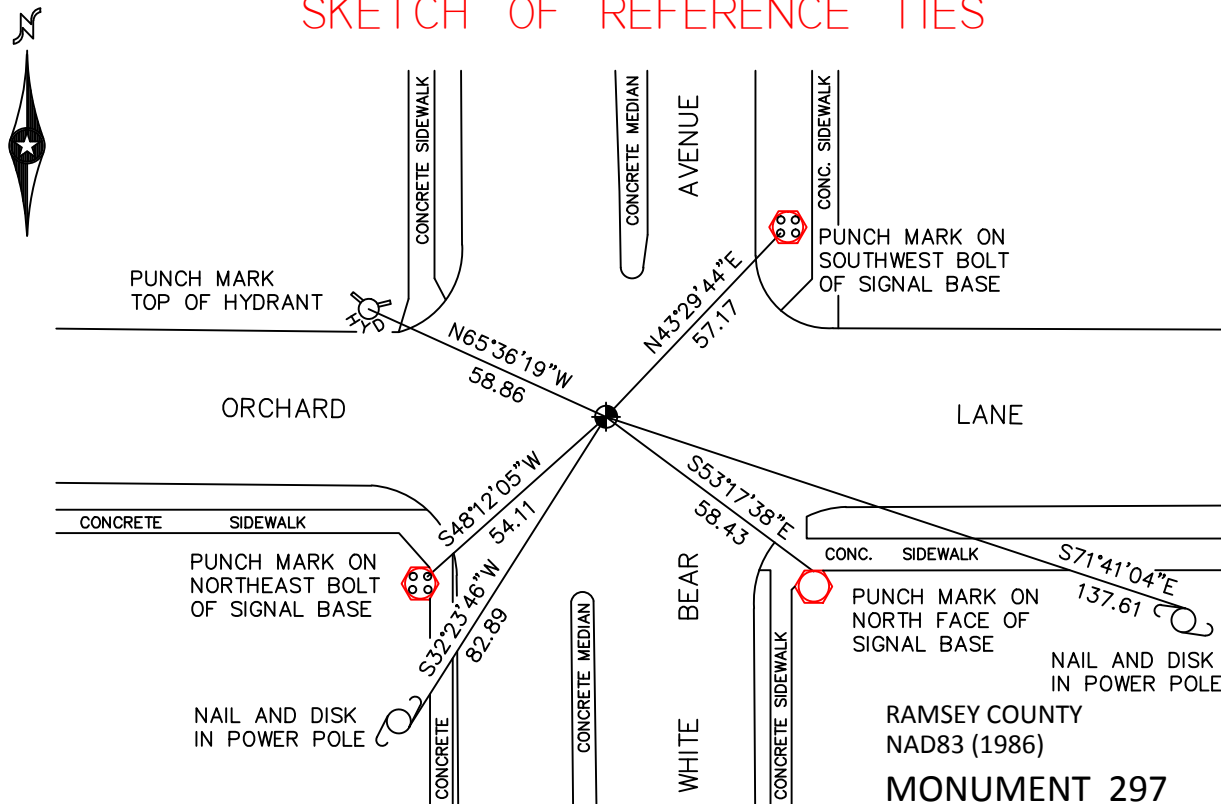 SKETCH OF REFERENCE TIES
N
CONCRETE SIDEWALK
CONCRETE MEDIAN
AVENUE
CONC. SIDEWALK
PUNCH MARK ON
SOUTHWEST BOLT
OF SIGNAL BASE
PUNCH MARK
TOP OF HYDRANT
HYD
N65°36'19"W
58.86
N43°29'44"E
57.17
ORCHARD
LANE
CONCRETE SIDEWALK
S48°12'05"W
54.11
S53°17'38"E
58.43
CONC. SIDEWALK
S71°41'04"E
137.61
PUNCH MARK ON
NORTHEAST BOLT
OF SIGNAL BASE
S32°23'46"W
82.89
BEAR
PUNCH MARK ON
NORTH FACE OF
SIGNAL BASE
NAIL AND DISK
IN POWER POLE
NAIL AND DISK
IN POWER POLE
CONCRETE
CONCRETE MEDIAN
WHITE
CONCRETE SIDEWALK
RAMSEY COUNTY
NAD83 (1986)
MONUMENT 297